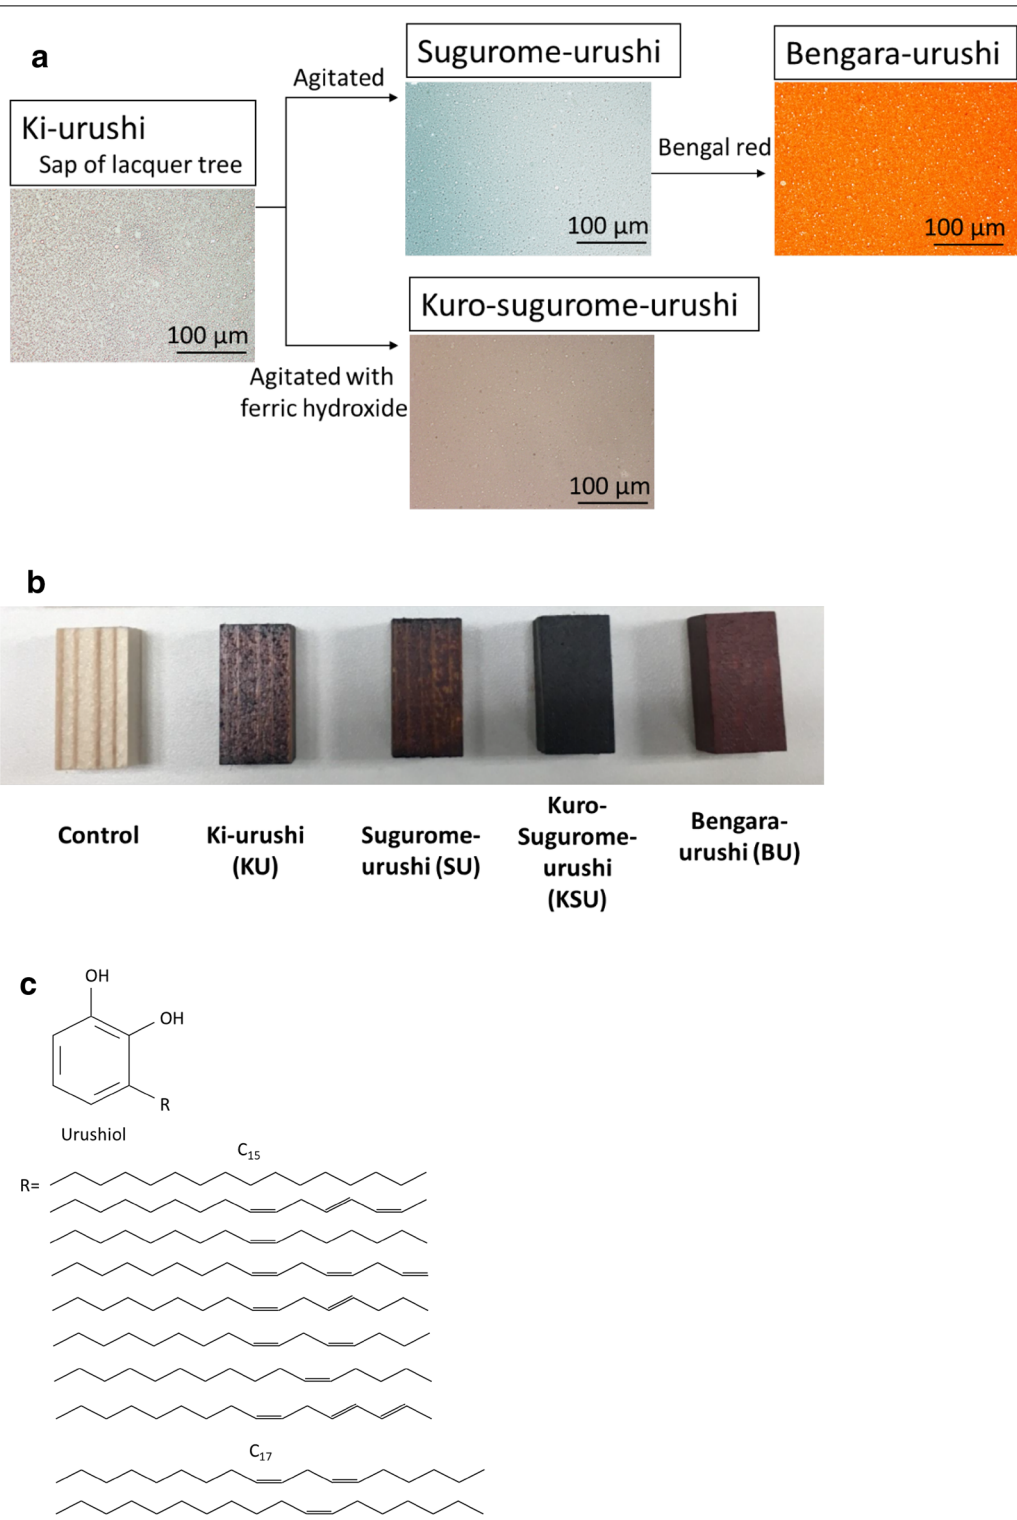 a
Ki-urushi
Sap of lacquer tree
100 µm
Agitated
Sugurome-urushi
100 µm
Bengal red
Bengara-urushi
100 µm
Agitated with
ferric hydroxide
Kuro-sugurome-urushi
100 µm
b
Control
Ki-urushi
(KU)
Sugurome-
urushi (SU)
Kuro-
Sugurome-
urushi
(KSU)
Bengara-
urushi (BU)
c
OH
OH
R
Urushiol
C₁₅
R=
C₁₇